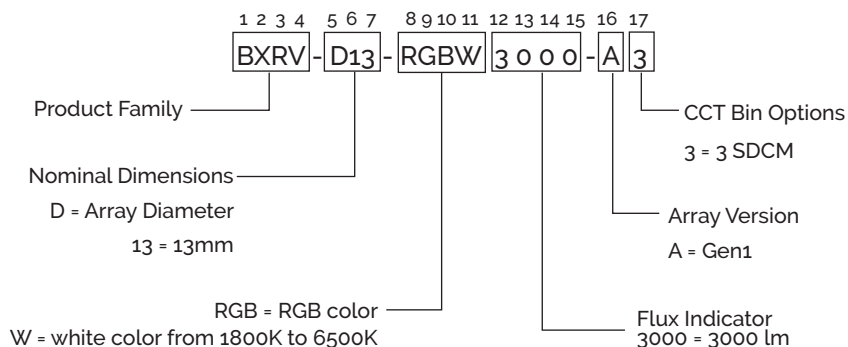 1 2 3 4 5 6 7 8 9 10 11 12 13 14 15 16 17
BXRV - D13 - RGBW 3 0 0 0 - A 3
Product Family
CCT Bin Options
3 = 3 SDCM
Nominal Dimensions
D = Array Diameter
13 = 13mm
Array Version
A = Gen1
RGB = RGB color
W = white color from 1800K to 6500K
Flux Indicator
3000 = 3000 lm